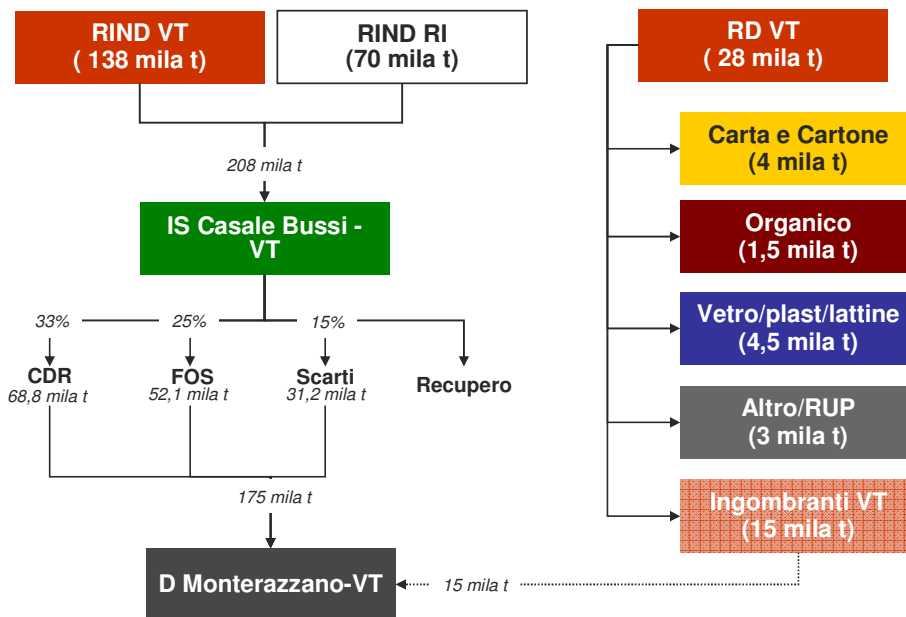 RIND VT
( 138 mila t)
RIND RI
(70 mila t)
RD VT
( 28 mila t)
208 mila t
IS Casale Bussi -
VT
33%
25%
15%
CDR
68,8 mila t
FOS
52,1 mila t
Scarti
31,2 mila t
Recupero
175 mila t
D Monterazzano-VT
15 mila t
Carta e Cartone
(4 mila t)
Organico
(1,5 mila t)
Vetro/plast/lattine
(4,5 mila t)
Altro/RUP
(3 mila t)
Ingombranti VT
(15 mila t)